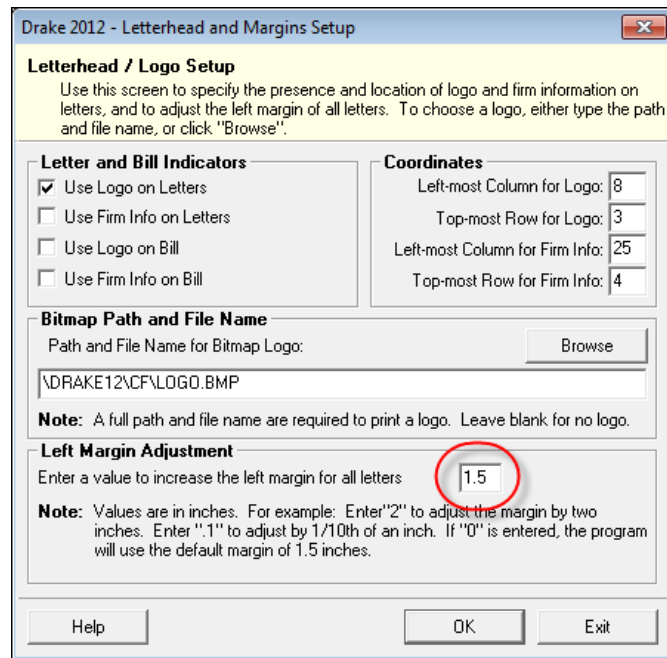 Drake 2012 - Letterhead and Margins Setup
Letterhead / Logo Setup
Use this screen to specify the presence and location of logo and firm information on
letters, and to adjust the left margin of all letters. To choose a logo, either type the path
and file name, or click "Browse".
Letter and Bill Indicators
Use Logo on Letters
Use Firm Info on Letters
Use Logo on Bill
Use Firm Info on Bill
Coordinates
Left-most Column for Logo: 8
Top-most Row for Logo: 3
Left-most Column for Firm Info: 25
Top-most Row for Firm Info: 4
Bitmap Path and File Name
Path and File Name for Bitmap Logo:
Browse
\DRAKE12\CF\LOGO.BMP
Note: A full path and file name are required to print a logo. Leave blank for no logo.
Left Margin Adjustment
Enter a value to increase the left margin for all letters 1.5
Note: Values are in inches. For example: Enter"2" to adjust the margin by two
inches. Enter ".1" to adjust by 1/10th of an inch. If "0" is entered, the program
will use the default margin of 1.5 inches.
Help OK Exit